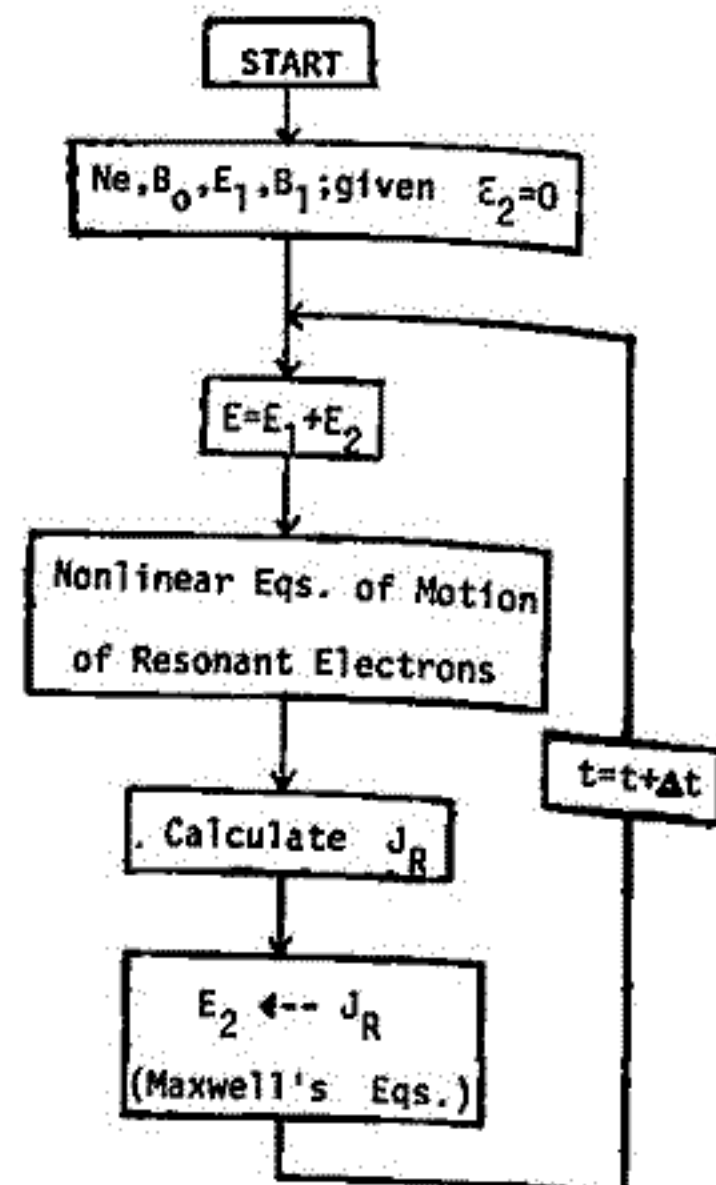 START
Ne,B₀,E₁,B₁;given E₂=0
E=E₁+E₂
Nonlinear Eqs. of Motion
of Resonant Electrons
t=t+Δt
. Calculate J_R
E₂ ◄-- J_R
(Maxwell's Eqs.)